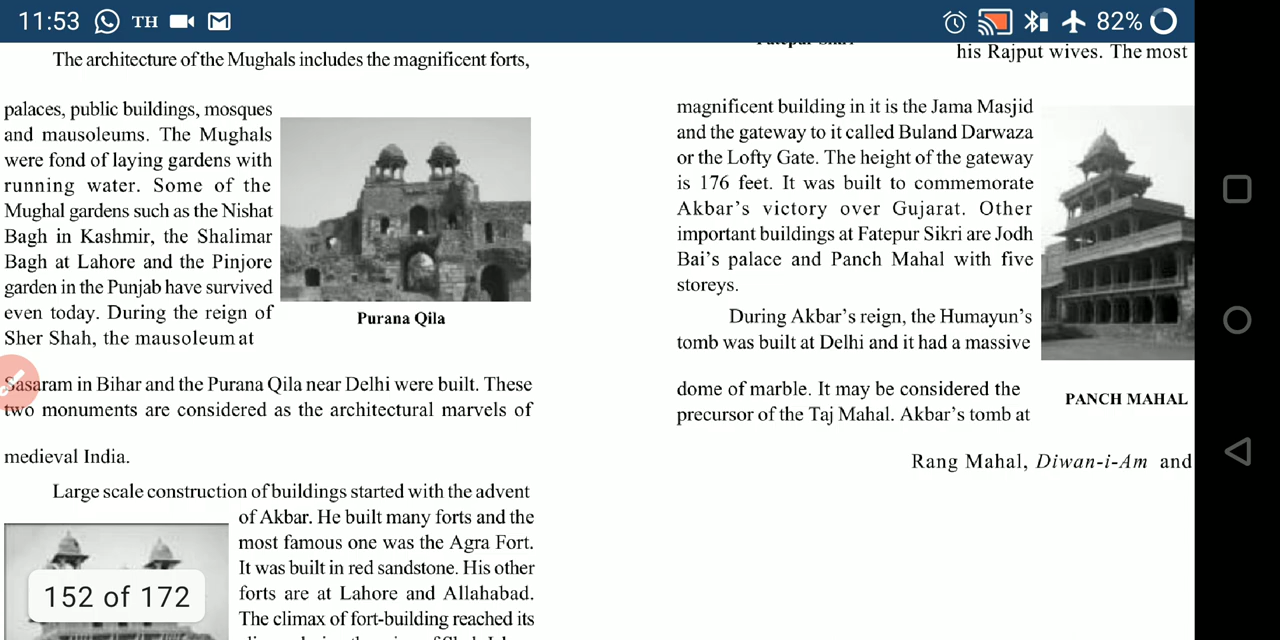 11:53 TH 82%
The architecture of the Mughals includes the magnificent forts,
palaces, public buildings, mosques
and mausoleums. The Mughals
were fond of laying gardens with
running water. Some of the
Mughal gardens such as the Nishat
Bagh in Kashmir, the Shalimar
Bagh at Lahore and the Pinjore
garden in the Punjab have survived
even today. During the reign of
Sher Shah, the mausoleum at
Purana Qila
Sasaram in Bihar and the Purana Qila near Delhi were built. These
two monuments are considered as the architectural marvels of
medieval India.
Large scale construction of buildings started with the advent
of Akbar. He built many forts and the
most famous one was the Agra Fort.
It was built in red sandstone. His other
forts are at Lahore and Allahabad.
The climax of fort-building reached its
152 of 172
his Rajput wives. The most
magnificent building in it is the Jama Masjid
and the gateway to it called Buland Darwaza
or the Lofty Gate. The height of the gateway
is 176 feet. It was built to commemorate
Akbar's victory over Gujarat. Other
important buildings at Fatepur Sikri are Jodh
Bai's palace and Panch Mahal with five
storeys.
During Akbar's reign, the Humayun's
tomb was built at Delhi and it had a massive
dome of marble. It may be considered the
precursor of the Taj Mahal. Akbar's tomb at
PANCH MAHAL
Rang Mahal, Diwan-i-Am and